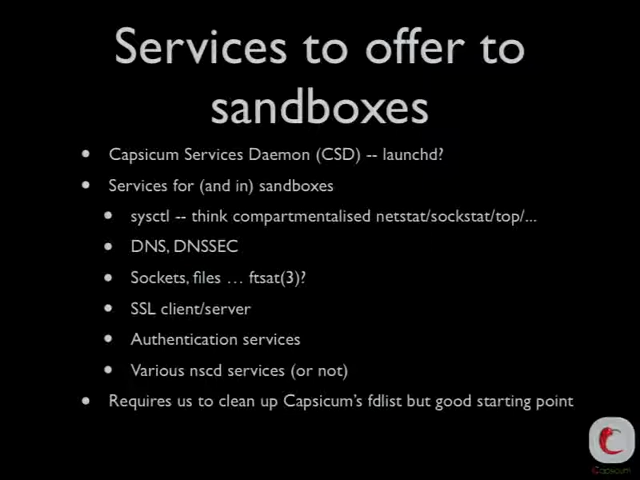 Services to offer to
sandboxes
• Capsicum Services Daemon (CSD) -- launchd?
• Services for (and in) sandboxes
• sysctl -- think compartmentalised netstat/sockstat/top/...
• DNS, DNSSEC
• Sockets, files … ftsat(3)?
• SSL client/server
• Authentication services
• Various nscd services (or not)
• Requires us to clean up Capsicum's fdlist but good starting point
Capsicum